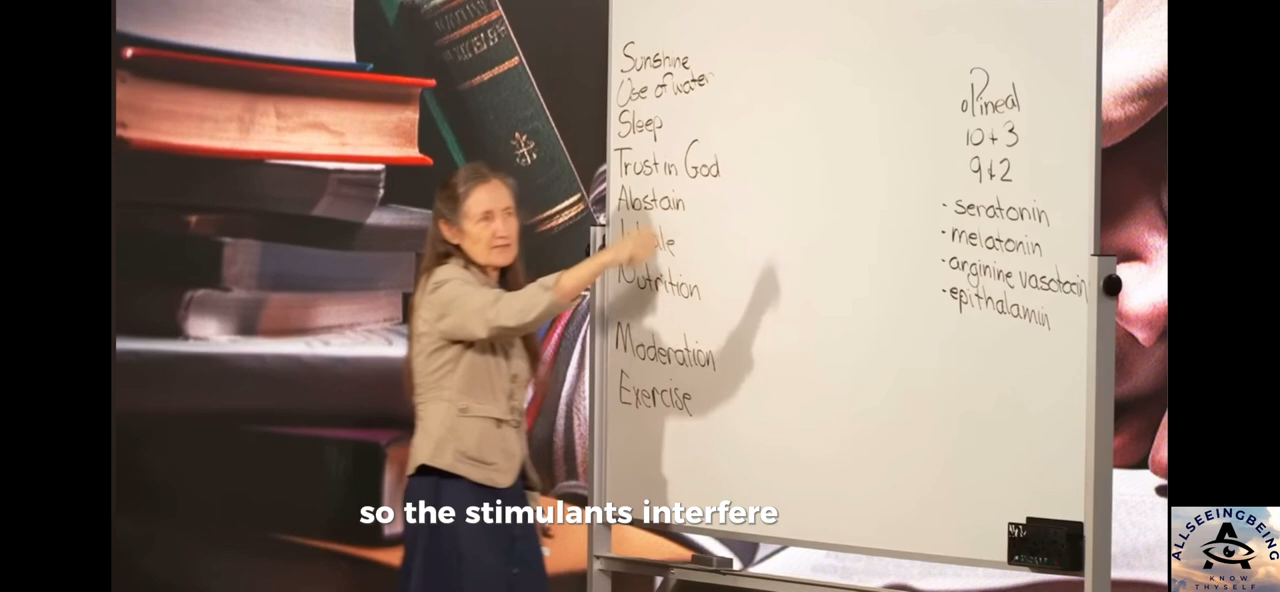 Sunshine
Use of water
Sleep
Trust in God
Abstain
Nutrition
Moderation
Exercise
• Pineal
10 + 3
9 & 2
- seratonin
- melatonin
- arginine vasotocin
- epithalamin
so the stimulants interfere
ALLSEEINGBEING
KNOW
THYSELF